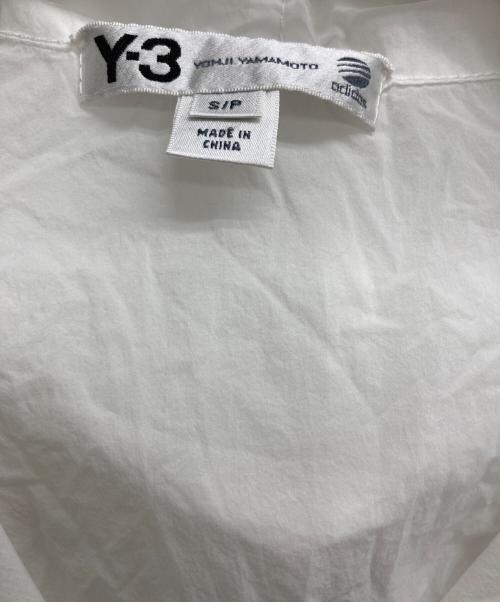 Y-3 YOHJI YAMAMOTO adidas
S/P
MADE IN
CHINA